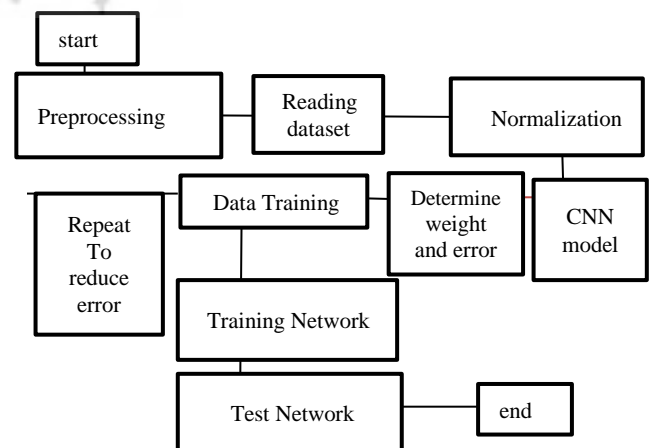 start
Preprocessing
Reading
dataset
Normalization
CNN
model
Determine
weight
and error
Data Training
Repeat
To
reduce
error
Training Network
Test Network
end